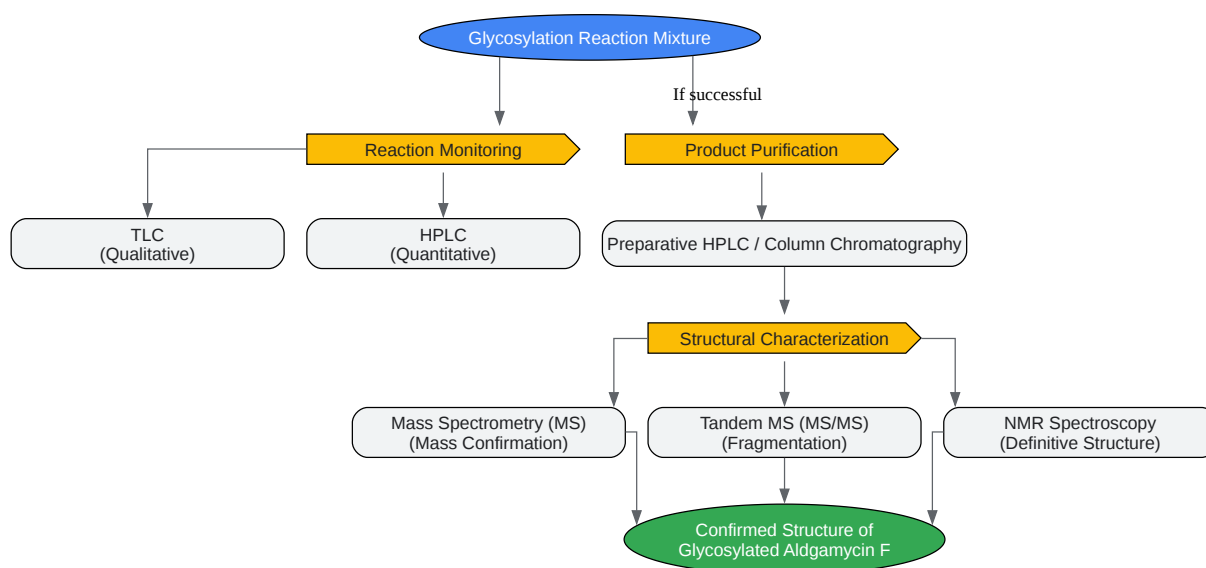 Glycosylation Reaction Mixture
If successful
Reaction Monitoring
Product Purification
TLC
(Qualitative)
HPLC
(Quantitative)
Preparative HPLC / Column Chromatography
Structural Characterization
Mass Spectrometry (MS)
(Mass Confirmation)
Tandem MS (MS/MS)
(Fragmentation)
NMR Spectroscopy
(Definitive Structure)
Confirmed Structure of
Glycosylated Aldgamycin F